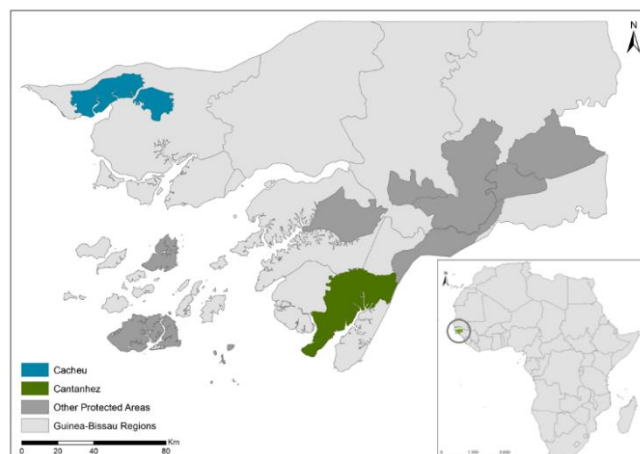 N
Cacheu
Cantanhez
Other Protected Areas
Guinea-Bissau Regions
Km
0 20 40 80
N